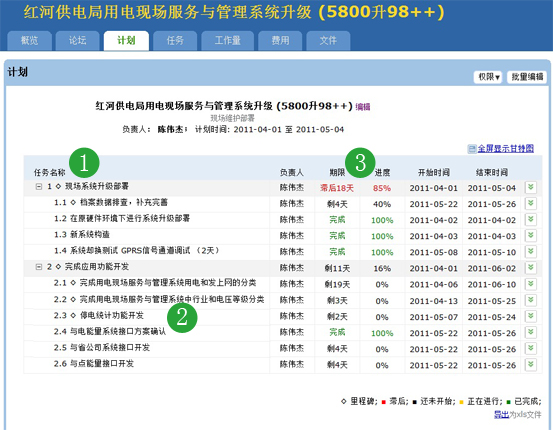 红河供电局用电现场服务与管理系统升级 (5800升98++)
概览 论坛 计划 任务 工作量 费用 文件
计划
权限▾ 批量编辑
红河供电局用电现场服务与管理系统升级 (5800升98++) 编辑
现场维护部署
负责人: 陈伟杰; 计划时间: 2011-04-01 至 2011-05-04
全屏显示甘特图
1 3
任务名称 负责人 期限 进度 开始时间 结束时间
1 ◇ 现场系统升级部署 陈伟杰 滞后18天 85% 2011-04-01 2011-05-04
1.1 ◇ 档案数据排查，补充完善 陈伟杰 剩4天 40% 2011-05-22 2011-05-26
1.2 在原硬件环境下进行系统升级部署 陈伟杰 完成 100% 2011-04-02 2011-04-02
1.3 新系统构造 陈伟杰 完成 100% 2011-04-03 2011-04-03
1.4 系统却换测试 GPRS信号通道调试 （2天） 陈伟杰 完成 100% 2011-05-08 2011-05-10
2 ◇ 完成应用功能开发 陈伟杰 剩11天 16% 2011-04-01 2011-06-02
2.1 ◇ 完成用电现场服务与管理系统用电和发上网的分类 陈伟杰 剩19天 0% 2011-04-06 2011-06-10
2.2 ◇ 完成用电现场服务与管理系统中行业和电压等级分类 陈伟杰 剩3天 0% 2011-04-13 2011-05-25
2.3 ◇ 停电统计功能开发 陈伟杰 剩2天 0% 2011-05-07 2011-05-24
2
2.4 与电能量系统接口方案确认 陈伟杰 完成 100% 2011-05-22 2011-05-26
2.5 与省公司系统接口开发 陈伟杰 剩4天 0% 2011-05-22 2011-05-26
2.6 与点能量接口开发 陈伟杰 剩4天 0% 2011-05-22 2011-05-26
◇ 里程碑; ■ 滞后; ■ 还未开始; ■ 正在进行; ■ 已完成;
导出为xls文件